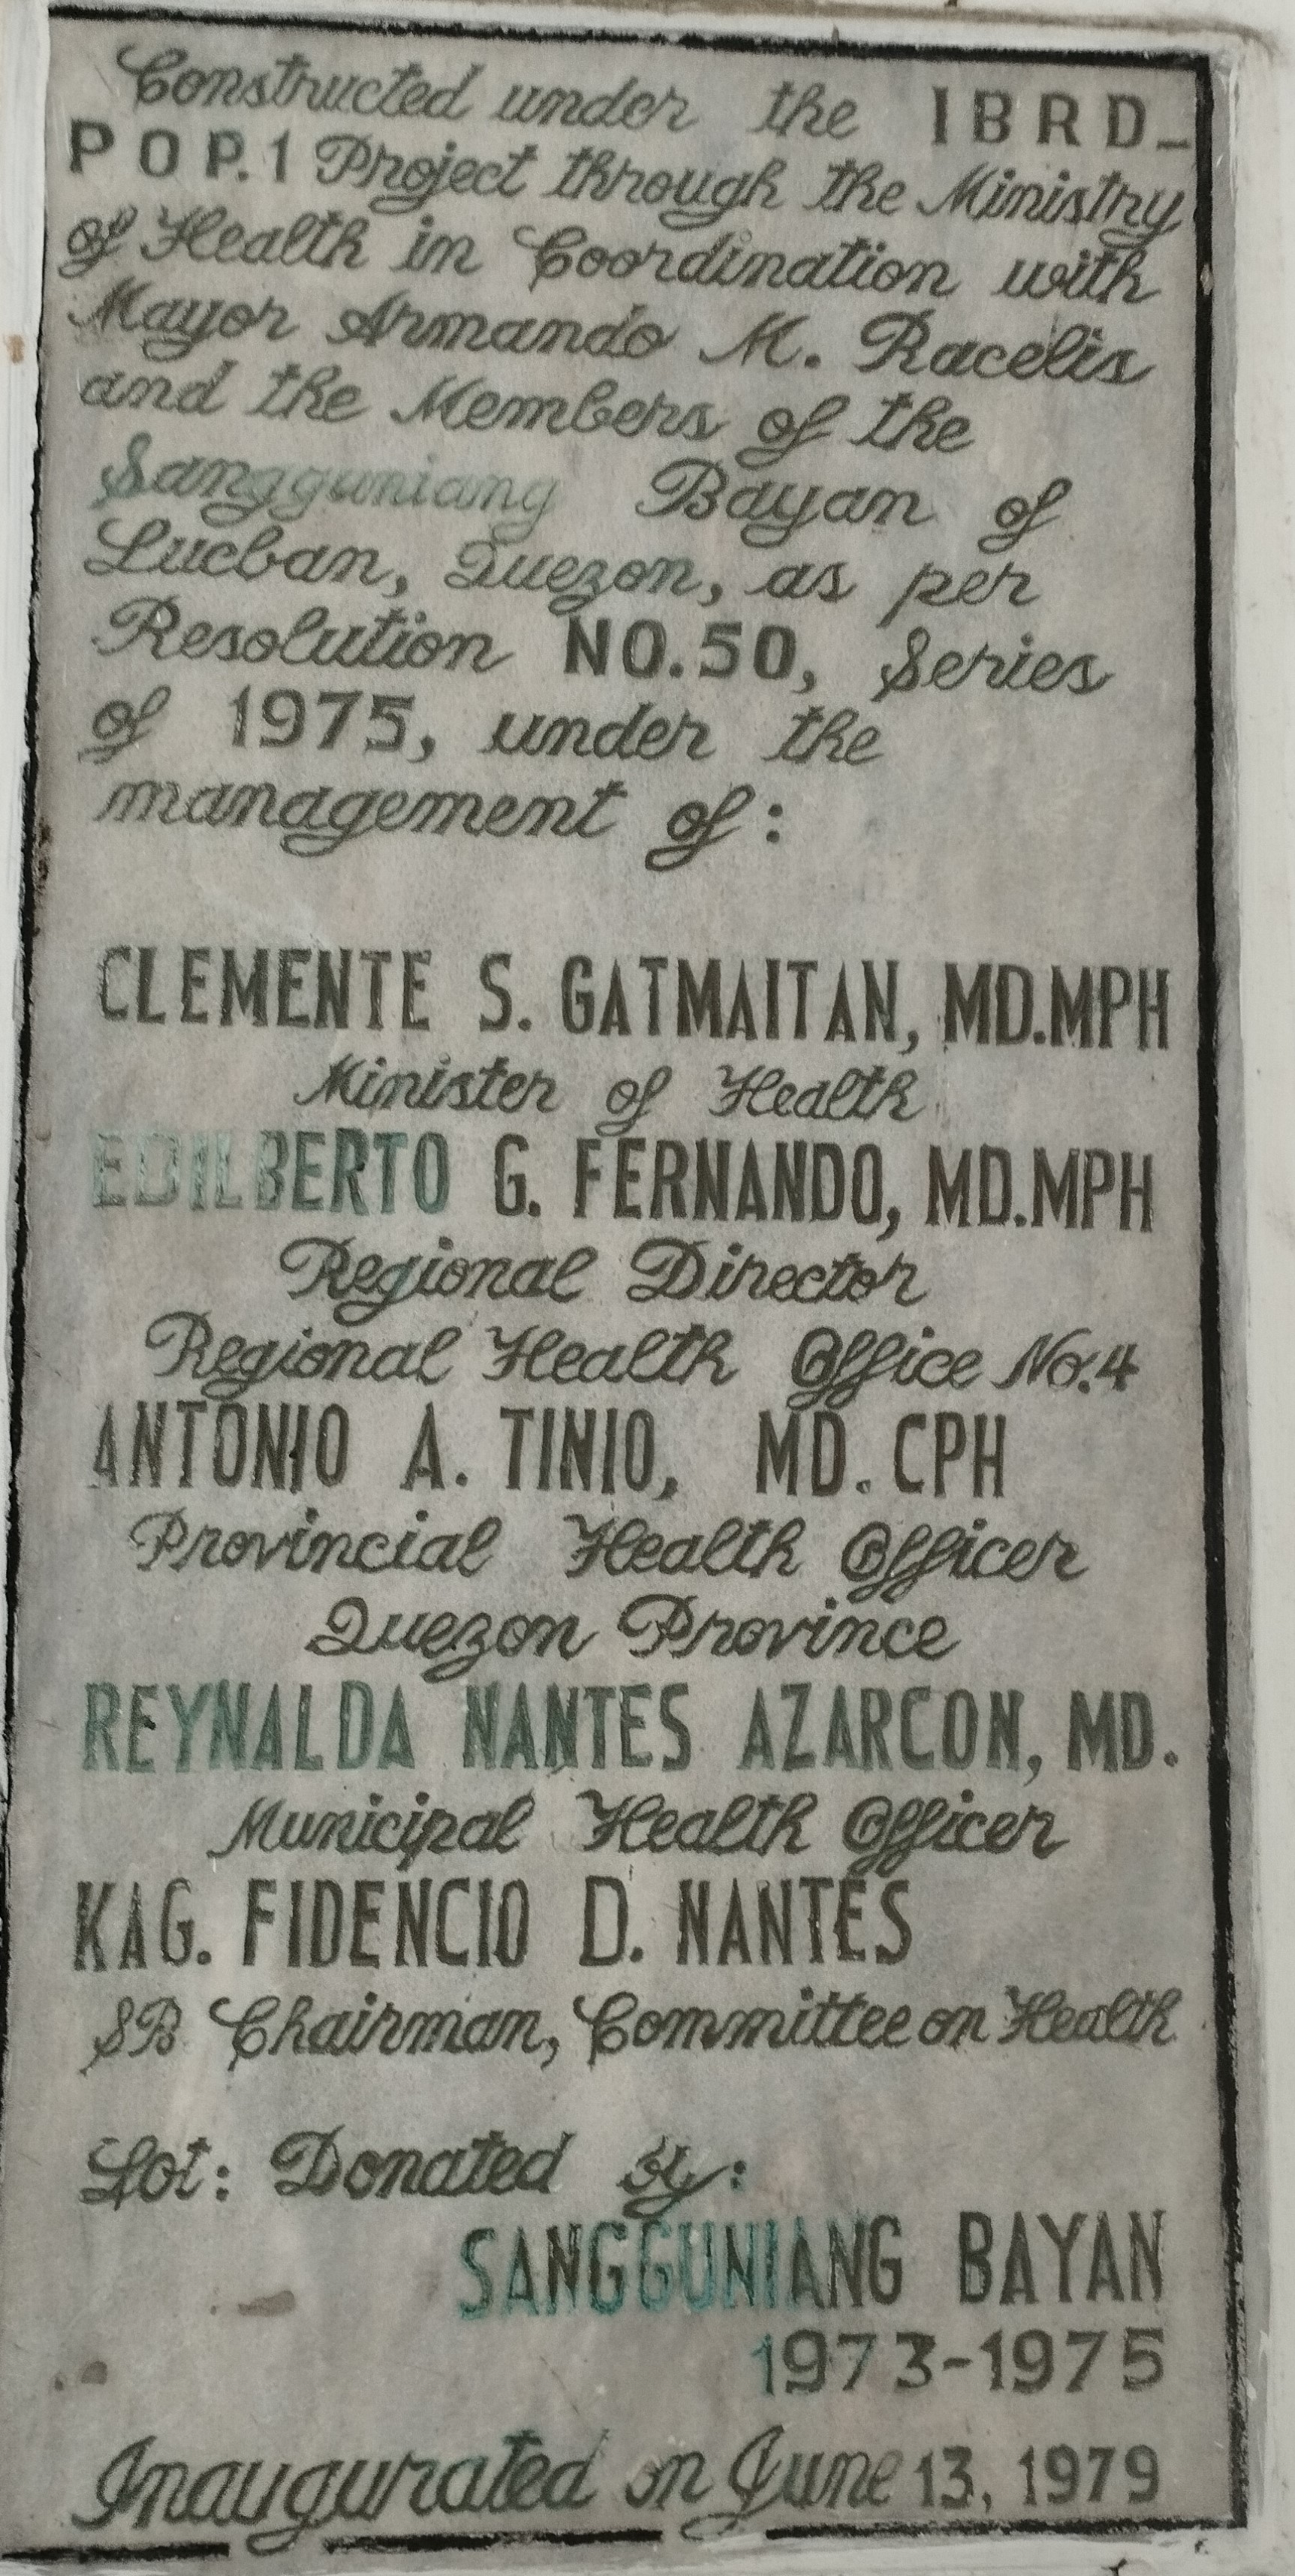 Constructed under the IBRD-
POP.1 Project through the Ministry
of Health in Coordination with
Mayor Armando M. Racelis
and the Members of the
Sangguniang Bayan of
Lucban, Quezon, as per
Resolution NO.50, Series
of 1975, under the
management of:
CLEMENTE S. GATMAITAN, MD.MPH
Minister of Health
EDILBERTO G. FERNANDO, MD.MPH
Regional Director
Regional Health Office No.4
ANTONIO A. TINIO, MD. CPH
Provincial Health Officer
Quezon Province
REYNALDA NANTES AZARCON, MD.
Municipal Health Officer
KAG. FIDENCIO D. NANTES
SB Chairman, Committee on Health
Lot: Donated by:
SANGGUNIANG BAYAN
1973-1975
Inaugurated on June 13, 1979